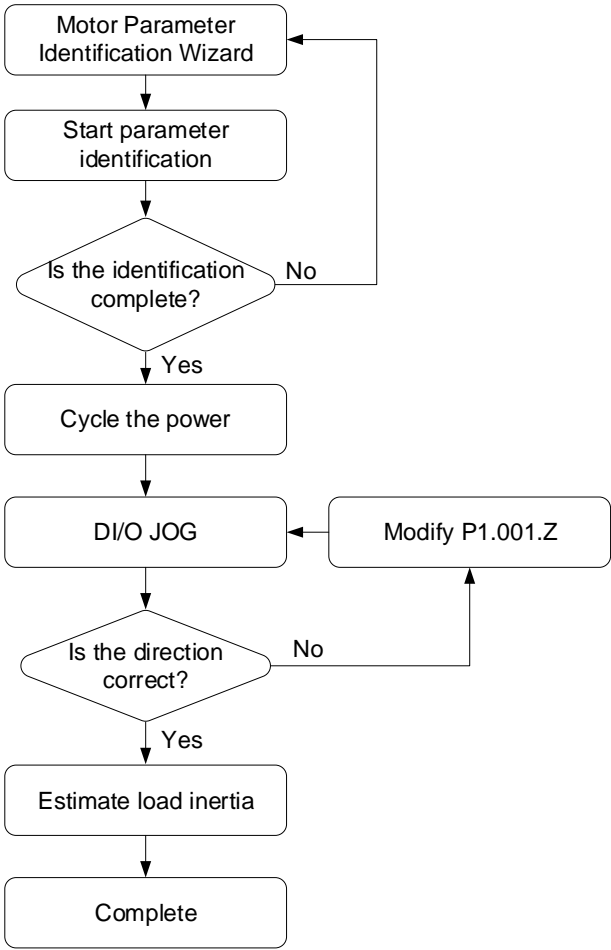 Motor Parameter
Identification Wizard
Start parameter
identification
Is the identification
complete?
No
Yes
Cycle the power
DI/O JOG
Modify P1.001.Z
Is the direction
correct?
No
Yes
Estimate load inertia
Complete